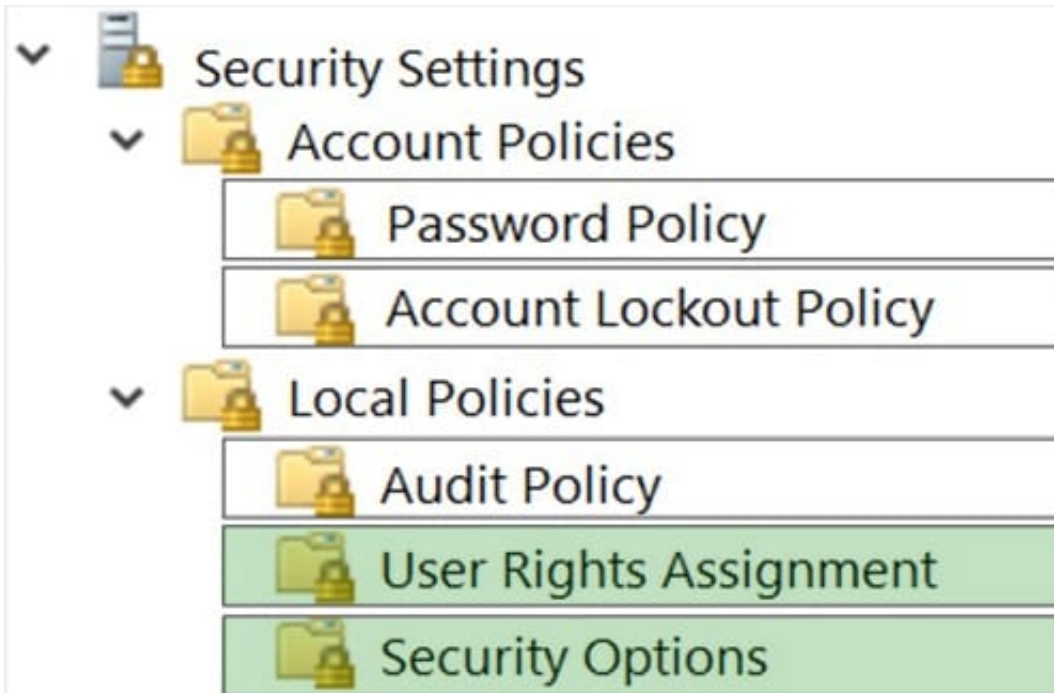 Security Settings
Account Policies
Password Policy
Account Lockout Policy
Local Policies
Audit Policy
User Rights Assignment
Security Options